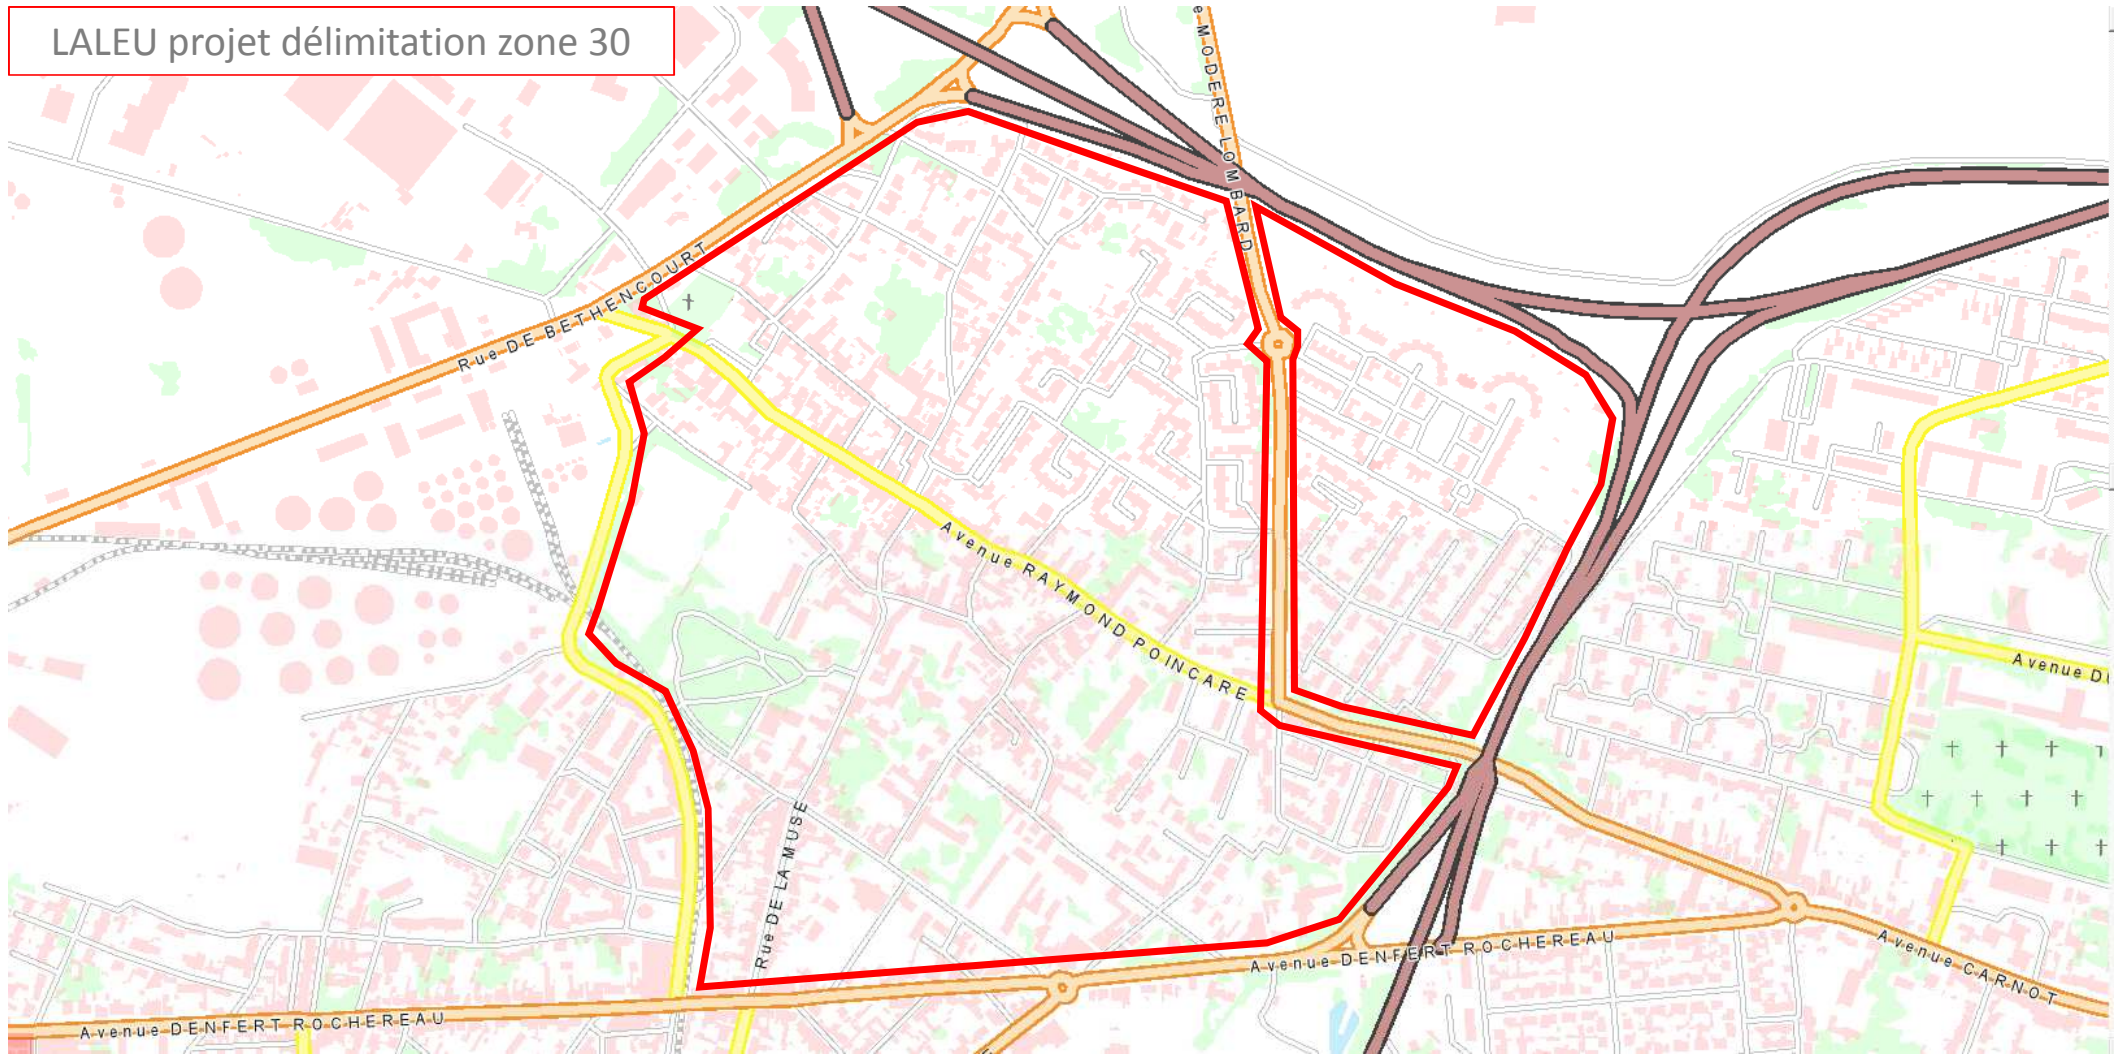 LALEU projet délimitation zone 30
MODERE LOMBARD
Rue DE BETHENCOURT
Avenue RAYMOND POINCARE
Avenue
Rue DE LA MUSE
Avenue DENFERT ROCHEREAU
Avenue CARNOT
Avenue DENFERT ROCHEREAU